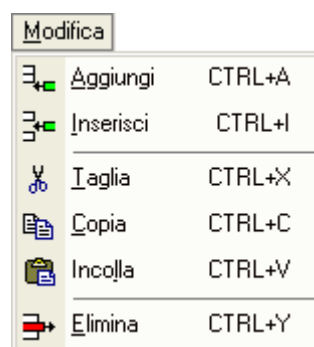 Modifica
Aggiungi CTRL+A
Inserisci CTRL+I
Taglia CTRL+X
Copia CTRL+C
Incolla CTRL+V
Elimina CTRL+Y